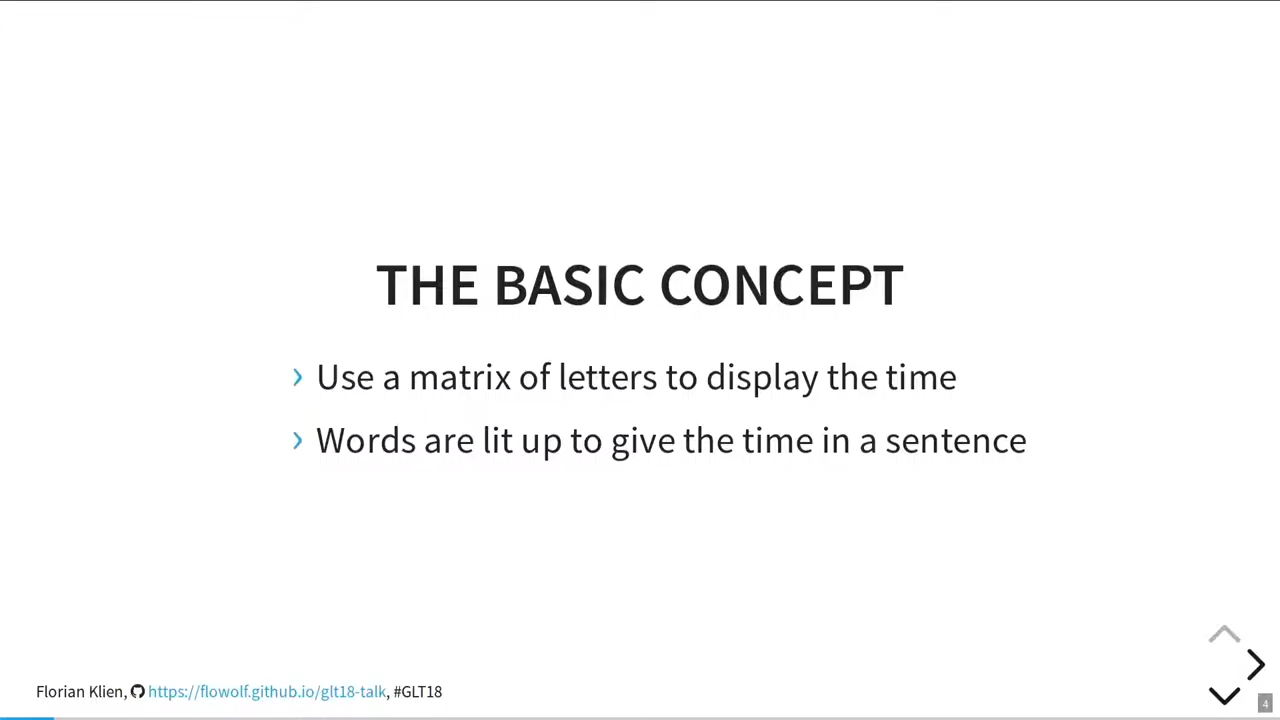 THE BASIC CONCEPT
› Use a matrix of letters to display the time
› Words are lit up to give the time in a sentence
Florian Klien, https://flowolf.github.io/glt18-talk, #GLT18
4